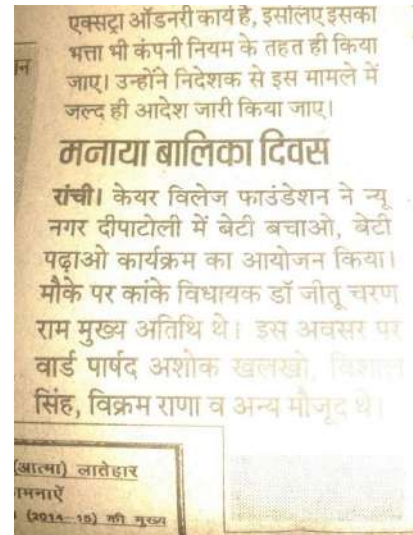 एक्सट्रा ऑडनरी कार्य है, इसलिए इसका
भत्ता भी कंपनी नियम के तहत ही किया
जाए। उन्होंने निदेशक से इस मामले में
जल्द ही आदेश जारी किया जाए।
मनाया बालिका दिवस
रांची। केयर विलेज फाउंडेशन ने न्यू
नगर दीपाटोली में बेटी बचाओ, बेटी
पढ़ाओ कार्यक्रम का आयोजन किया।
मौके पर कांके विधायक डॉ जीतू चरण
राम मुख्य अतिथि थे। इस अवसर पर
वार्ड पार्षद अशोक खलखो, विशाल
सिंह, विक्रम राणा व अन्य मौजूद थे।
(आत्मा) लातेहार
ामनाऐं
(2014-15) की मुख्य